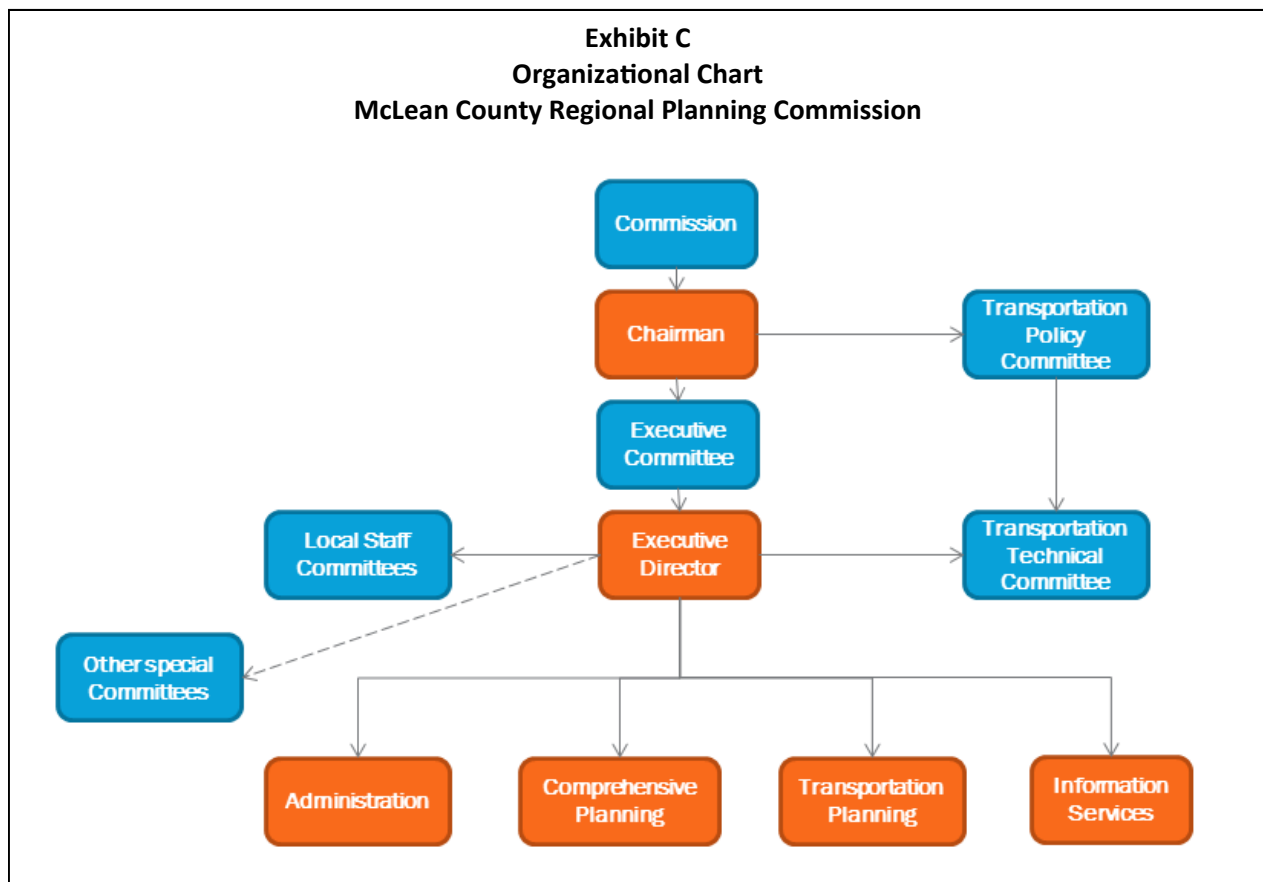 Exhibit C
Organizational Chart
McLean County Regional Planning Commission
Commission
Chairman
Transportation
Policy
Committee
Executive
Committee
Local Staff
Committees
Executive
Director
Transportation
Technical
Committee
Other special
Committees
Administration
Comprehensive
Planning
Transportation
Planning
Information
Services